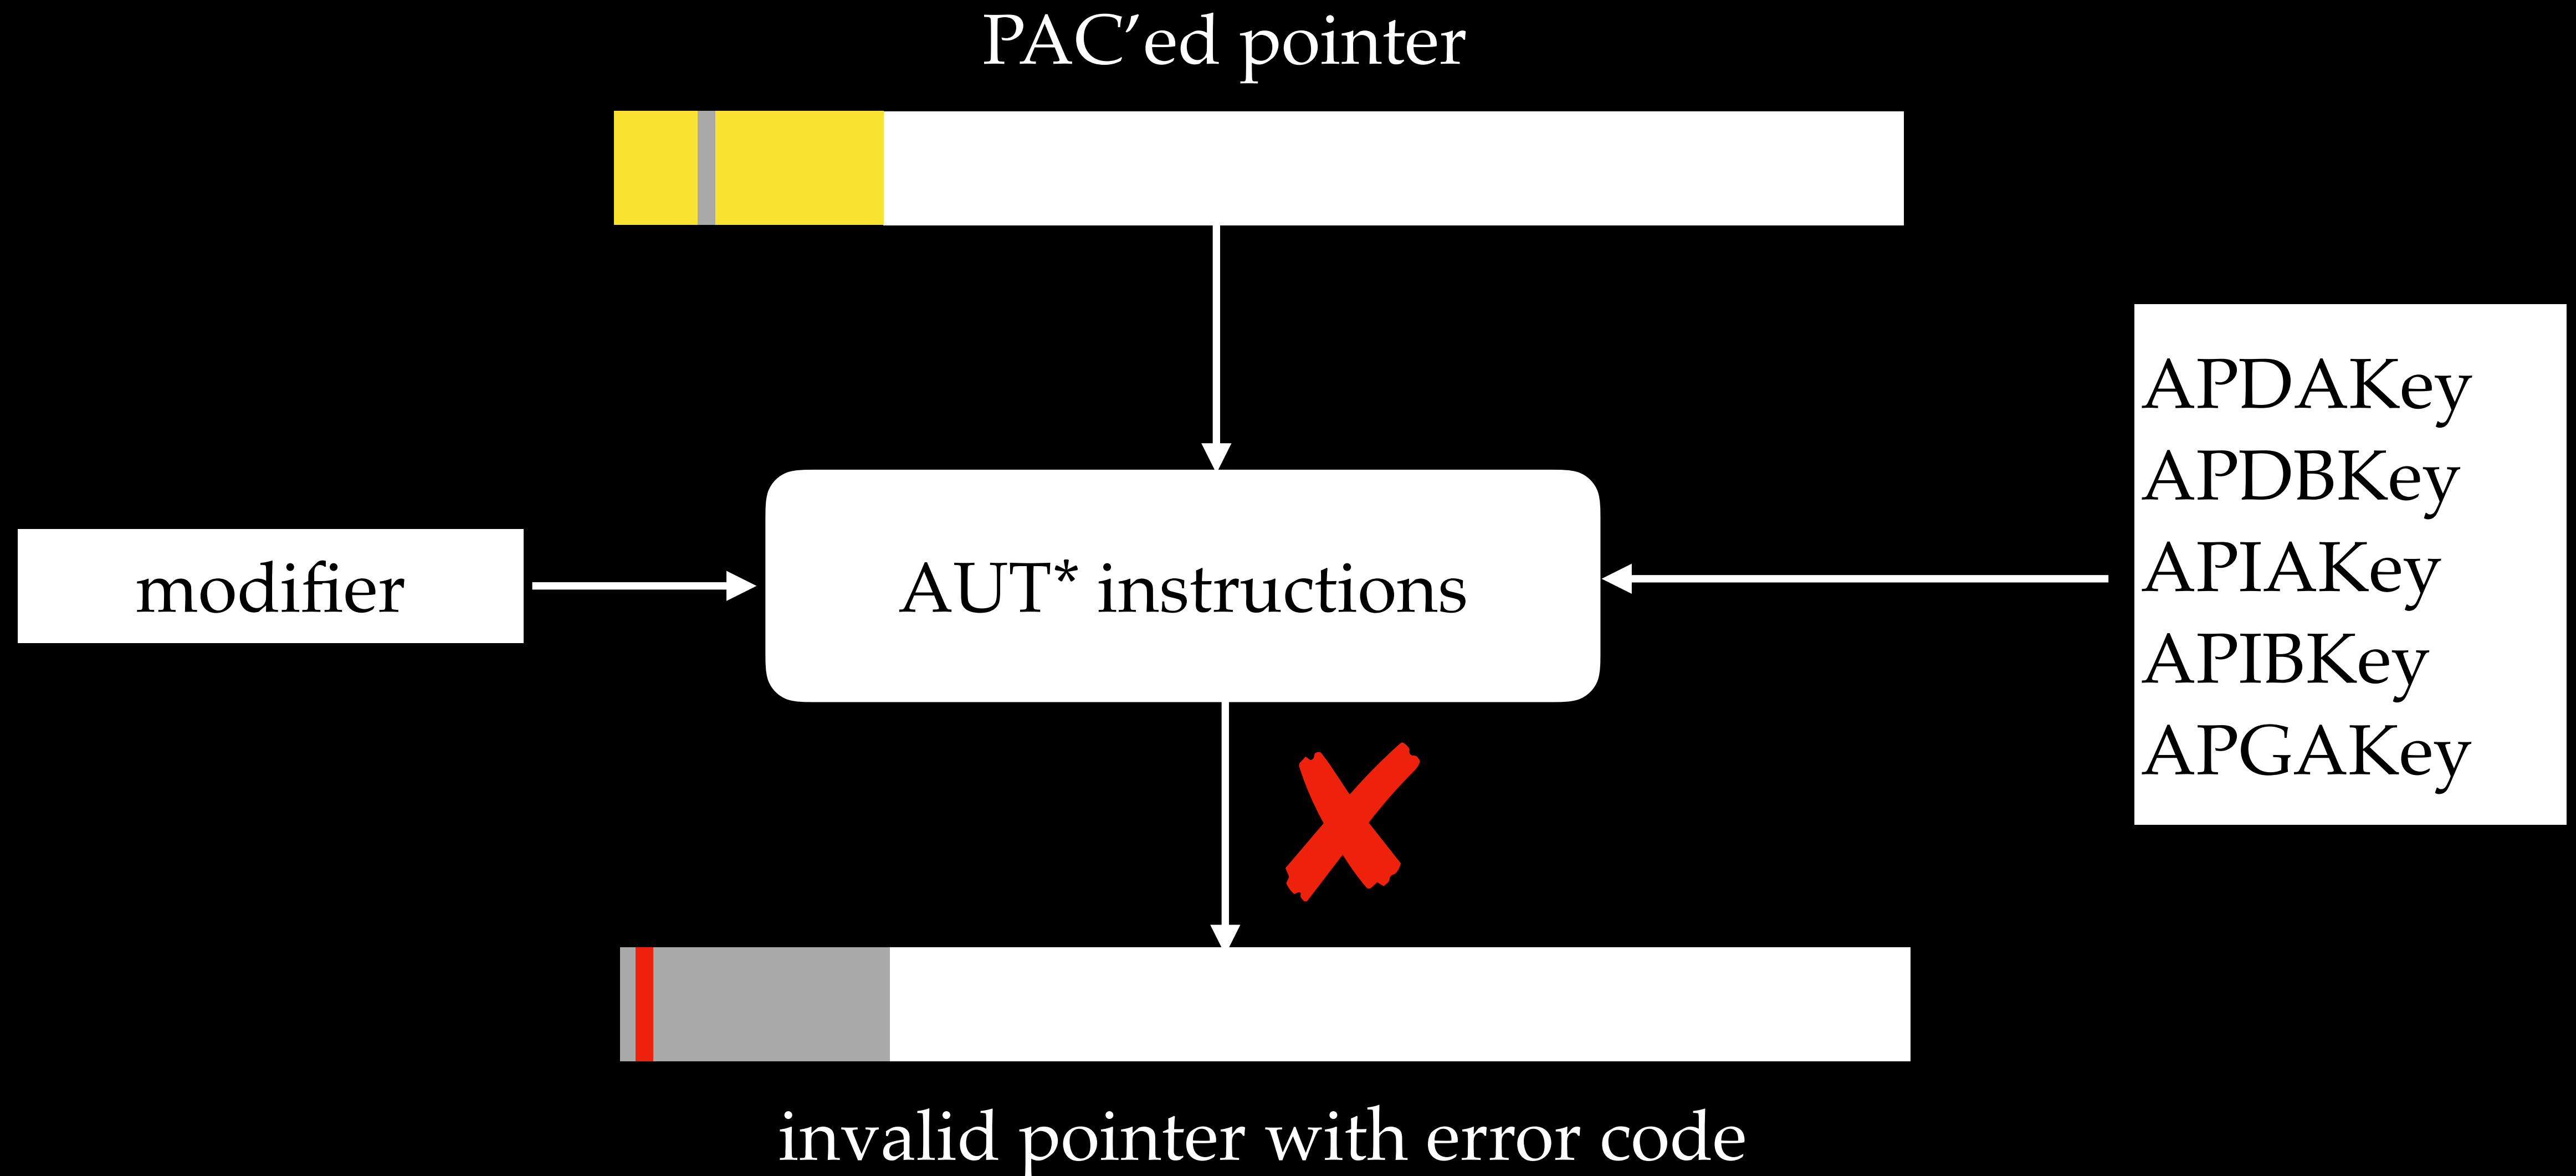 PAC’ed pointer
modifier
AUT* instructions
APDAKey
APDBKey
APIAKey
APIBKey
APGAKey
invalid pointer with error code